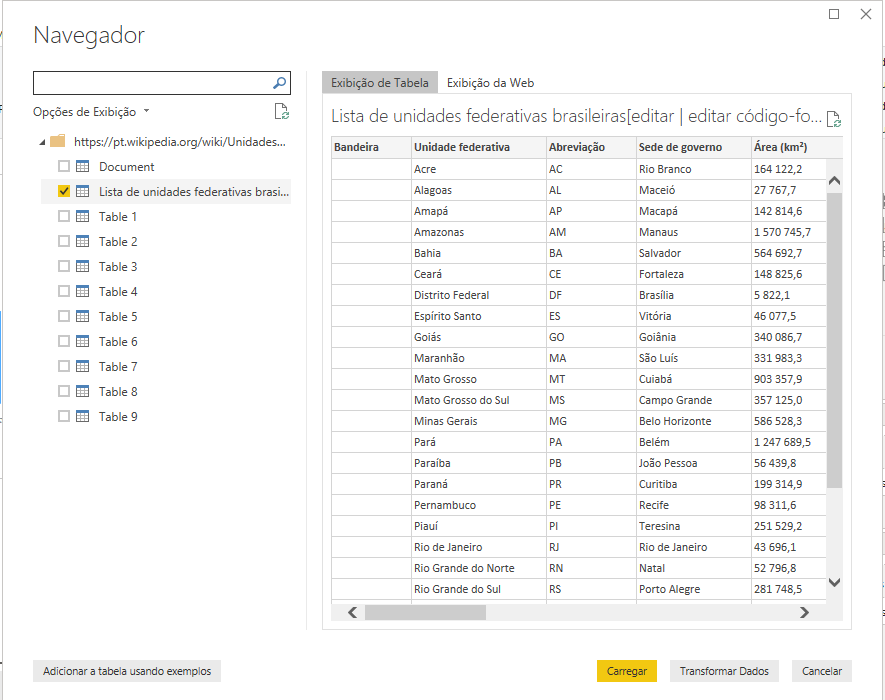 Navegador
Opções de Exibição
https://pt.wikipedia.org/wiki/Unidades...
Document
Lista de unidades federativas brasi...
Table 1
Table 2
Table 3
Table 4
Table 5
Table 6
Table 7
Table 8
Table 9
Exibição de Tabela Exibição da Web
Lista de unidades federativas brasileiras[editar | editar código-fo...
Bandeira Unidade federativa Abreviação Sede de governo Área (km²)
Acre AC Rio Branco 164 122,2
Alagoas AL Maceió 27 767,7
Amapá AP Macapá 142 814,6
Amazonas AM Manaus 1 570 745,7
Bahia BA Salvador 564 692,7
Ceará CE Fortaleza 148 825,6
Distrito Federal DF Brasília 5 822,1
Espírito Santo ES Vitória 46 077,5
Goiás GO Goiânia 340 086,7
Maranhão MA São Luís 331 983,3
Mato Grosso MT Cuiabá 903 357,9
Mato Grosso do Sul MS Campo Grande 357 125,0
Minas Gerais MG Belo Horizonte 586 528,3
Pará PA Belém 1 247 689,5
Paraíba PB João Pessoa 56 439,8
Paraná PR Curitiba 199 314,9
Pernambuco PE Recife 98 311,6
Piauí PI Teresina 251 529,2
Rio de Janeiro RJ Rio de Janeiro 43 696,1
Rio Grande do Norte RN Natal 52 796,8
Rio Grande do Sul RS Porto Alegre 281 748,5
Adicionar a tabela usando exemplos Carregar Transformar Dados Cancelar